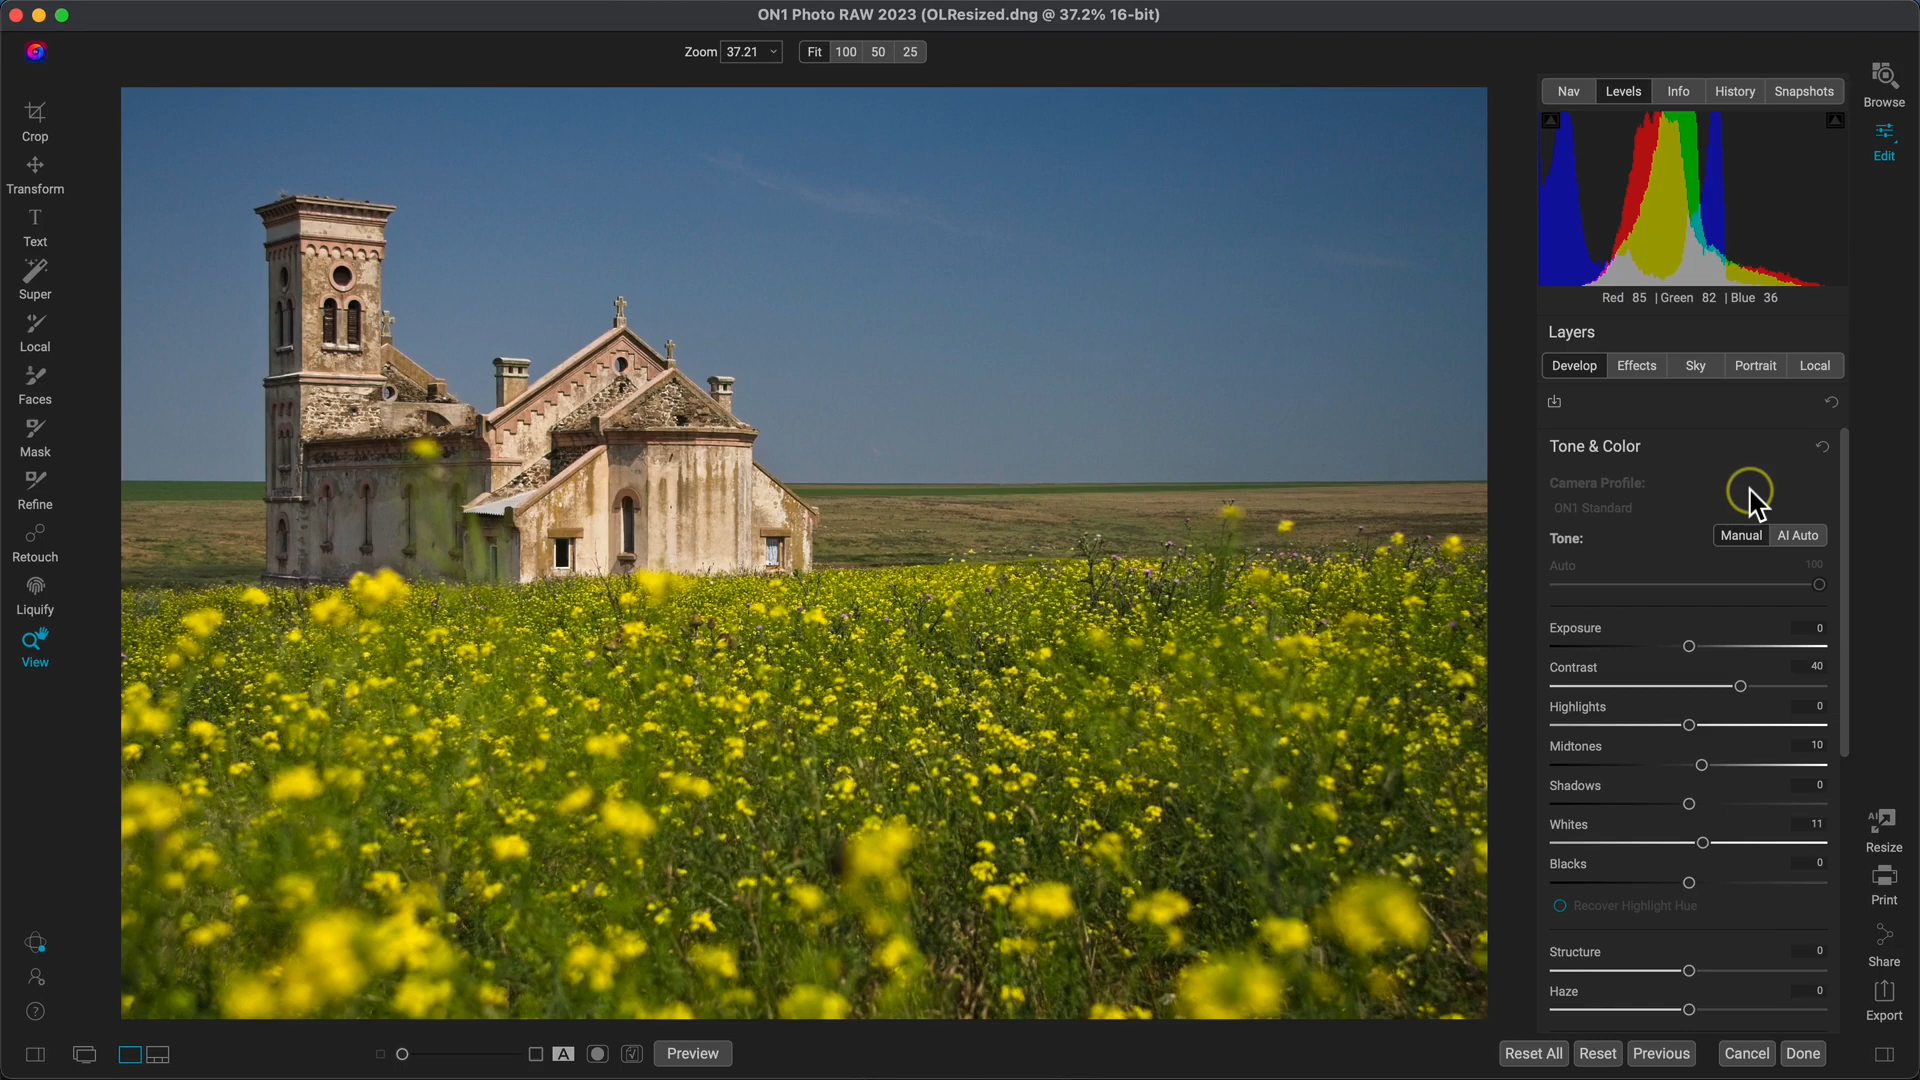 ON1 Photo RAW 2023 (OLResized.dng @ 37.2% 16-bit)
Zoom 37.21 Fit 100 50 25
Crop
Transform
Text
Super
Local
Faces
Mask
Refine
Retouch
Liquify
View
Nav Levels Info History Snapshots
Red 85 |Green 82 |Blue 36
Layers
Develop Effects Sky Portrait Local
Tone & Color
Camera Profile:
ON1 Standard
Tone: Manual AI Auto
Auto 100
Exposure 0
Contrast 40
Highlights 0
Midtones 10
Shadows 0
Whites 11
Blacks 0
Recover Highlight Hue
Structure 0
Haze 0
Browse
Edit
AI
Resize
Print
Share
Export
A Preview
Reset All Reset Previous Cancel Done